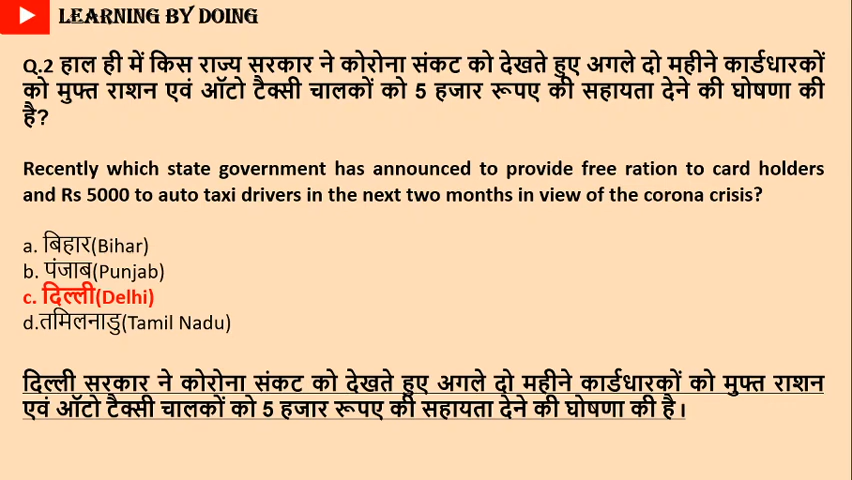 LEARNING BY DOING
Q.2 हाल ही में किस राज्य सरकार ने कोरोना संकट को देखते हुए अगले दो महीने कार्डधारकों
को मुफ्त राशन एवं ऑटो टैक्सी चालकों को 5 हजार रूपए की सहायता देने की घोषणा की
है?
Recently which state government has announced to provide free ration to card holders
and Rs 5000 to auto taxi drivers in the next two months in view of the corona crisis?
a. बिहार(Bihar)
b. पंजाब(Punjab)
c. दिल्ली(Delhi)
d.तमिलनाडु(Tamil Nadu)
दिल्ली सरकार ने कोरोना संकट को देखते हुए अगले दो महीने कार्डधारकों को मुफ्त राशन
एवं ऑटो टैक्सी चालकों को 5 हजार रूपए की सहायता देने की घोषणा की है।